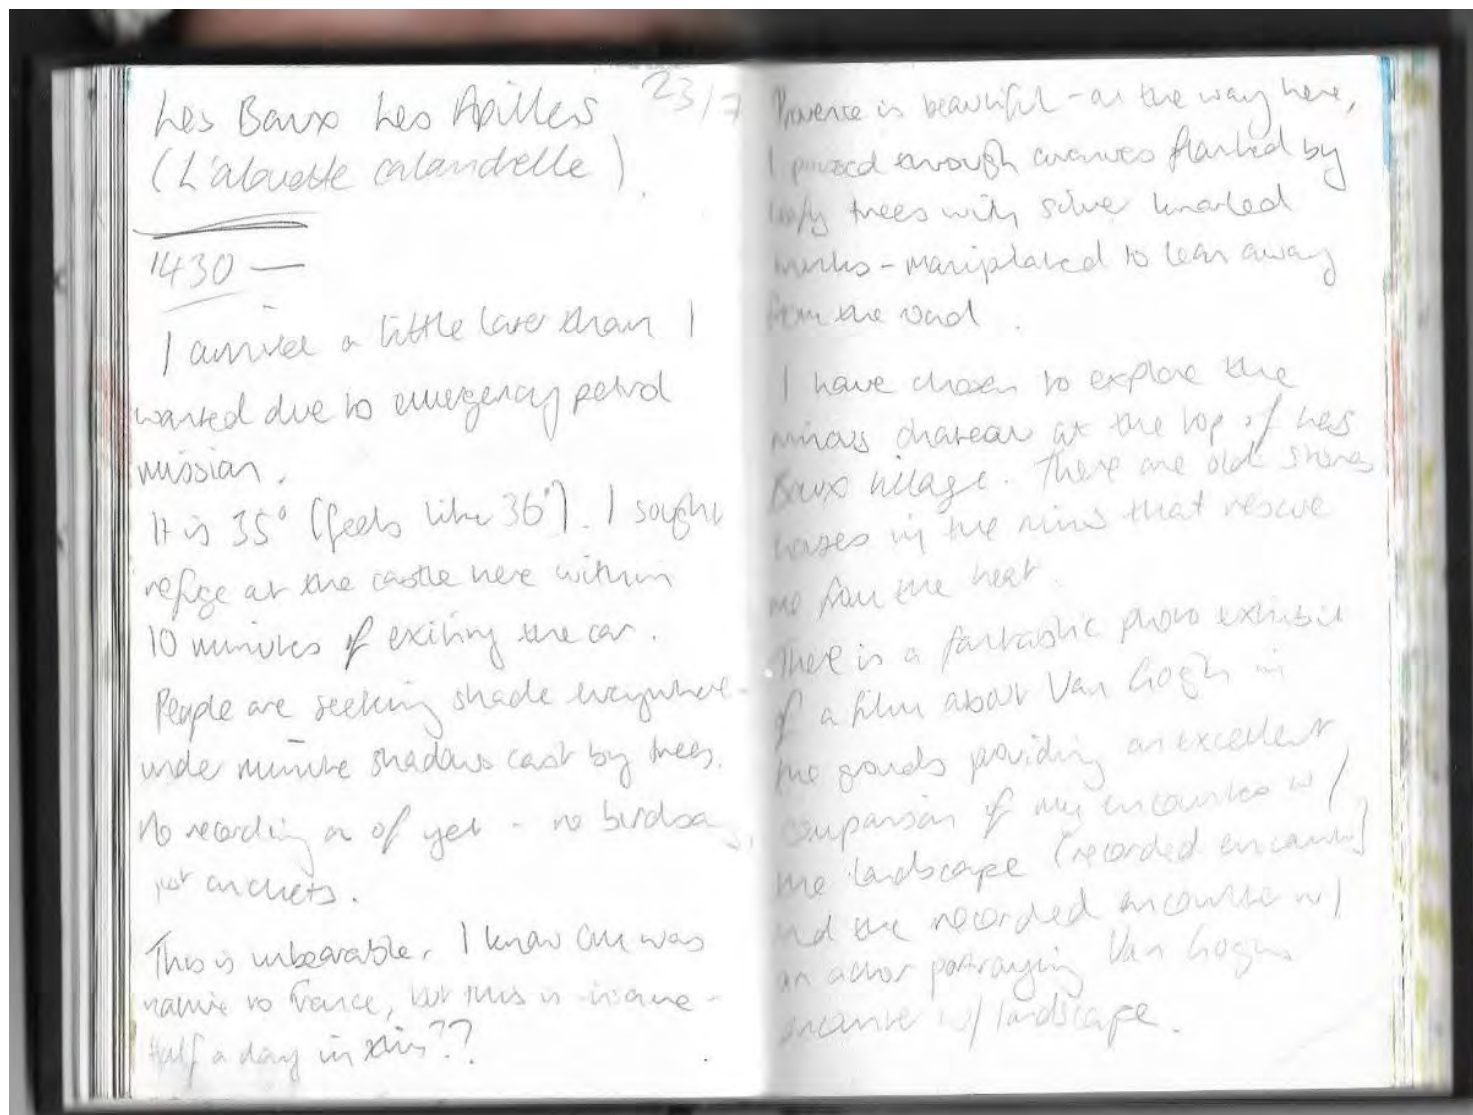 Les Baux Les Apilles 23/7
(L'alouette calandrelle).
1430 —
I arrived a little later than I
wanted due to emergency petrol
mission.
It is 35° (feels like 36°). I sought
refuge at the castle here within
10 minutes of exiting the car.
People are seeking shade everywhere -
under minute shadows cast by trees.
No recording as of yet - no birdsong,
just crickets.
This is unbearable. I know was
native to France, but this is insane -
Half a day in this??
Provence is beautiful - on the way here,
I passed through avenues flanked by
leafy trees with silver knarled
trunks - maniplated to lean away
from the road.
I have chosen to explore the
ruinous chateau at the top of Les
Baux village. There are old stones
houses in the ruins that rescue
me from the heat.
There is a fantastic photo exhibit
of a film about Van Gogh in
the grounds providing an excellent
comparison of my encounter w/
the landscape (recorded encounter)
and the recorded encounter w/
an actor portraying Van Gogh's
encounter w/ landscape.